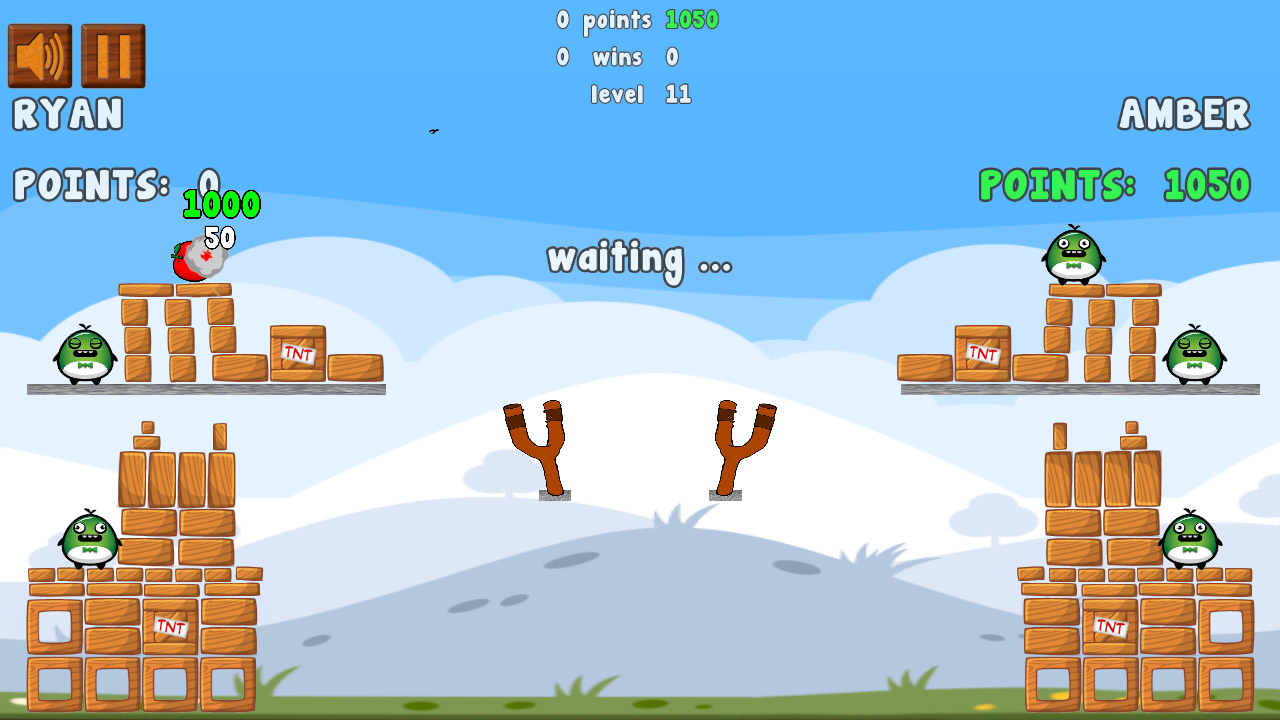 0 points 1050
0 wins 0
level 11
RYAN
AMBER
POINTS: 0
POINTS: 1050
1000
50
waiting ...
TNT
TNT
TNT
TNT